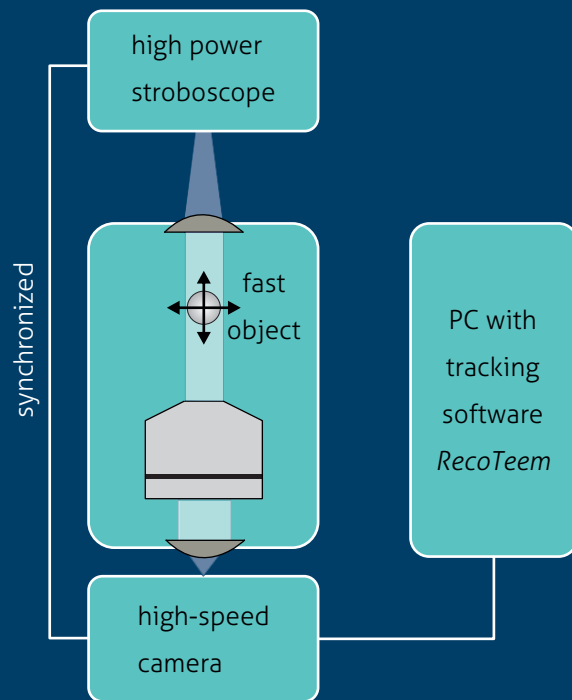 high power
stroboscope
synchronized
fast
object
PC with
tracking
software
RecoTeem
high-speed
camera